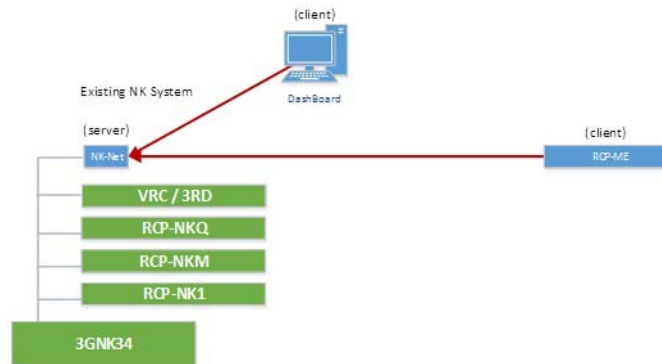 (client)
DashBoard
Existing NK System
(server)
NK-Net
(client)
RCP-ME
VRC / 3RD
RCP-NKQ
RCP-NKM
RCP-NK1
3GNK34